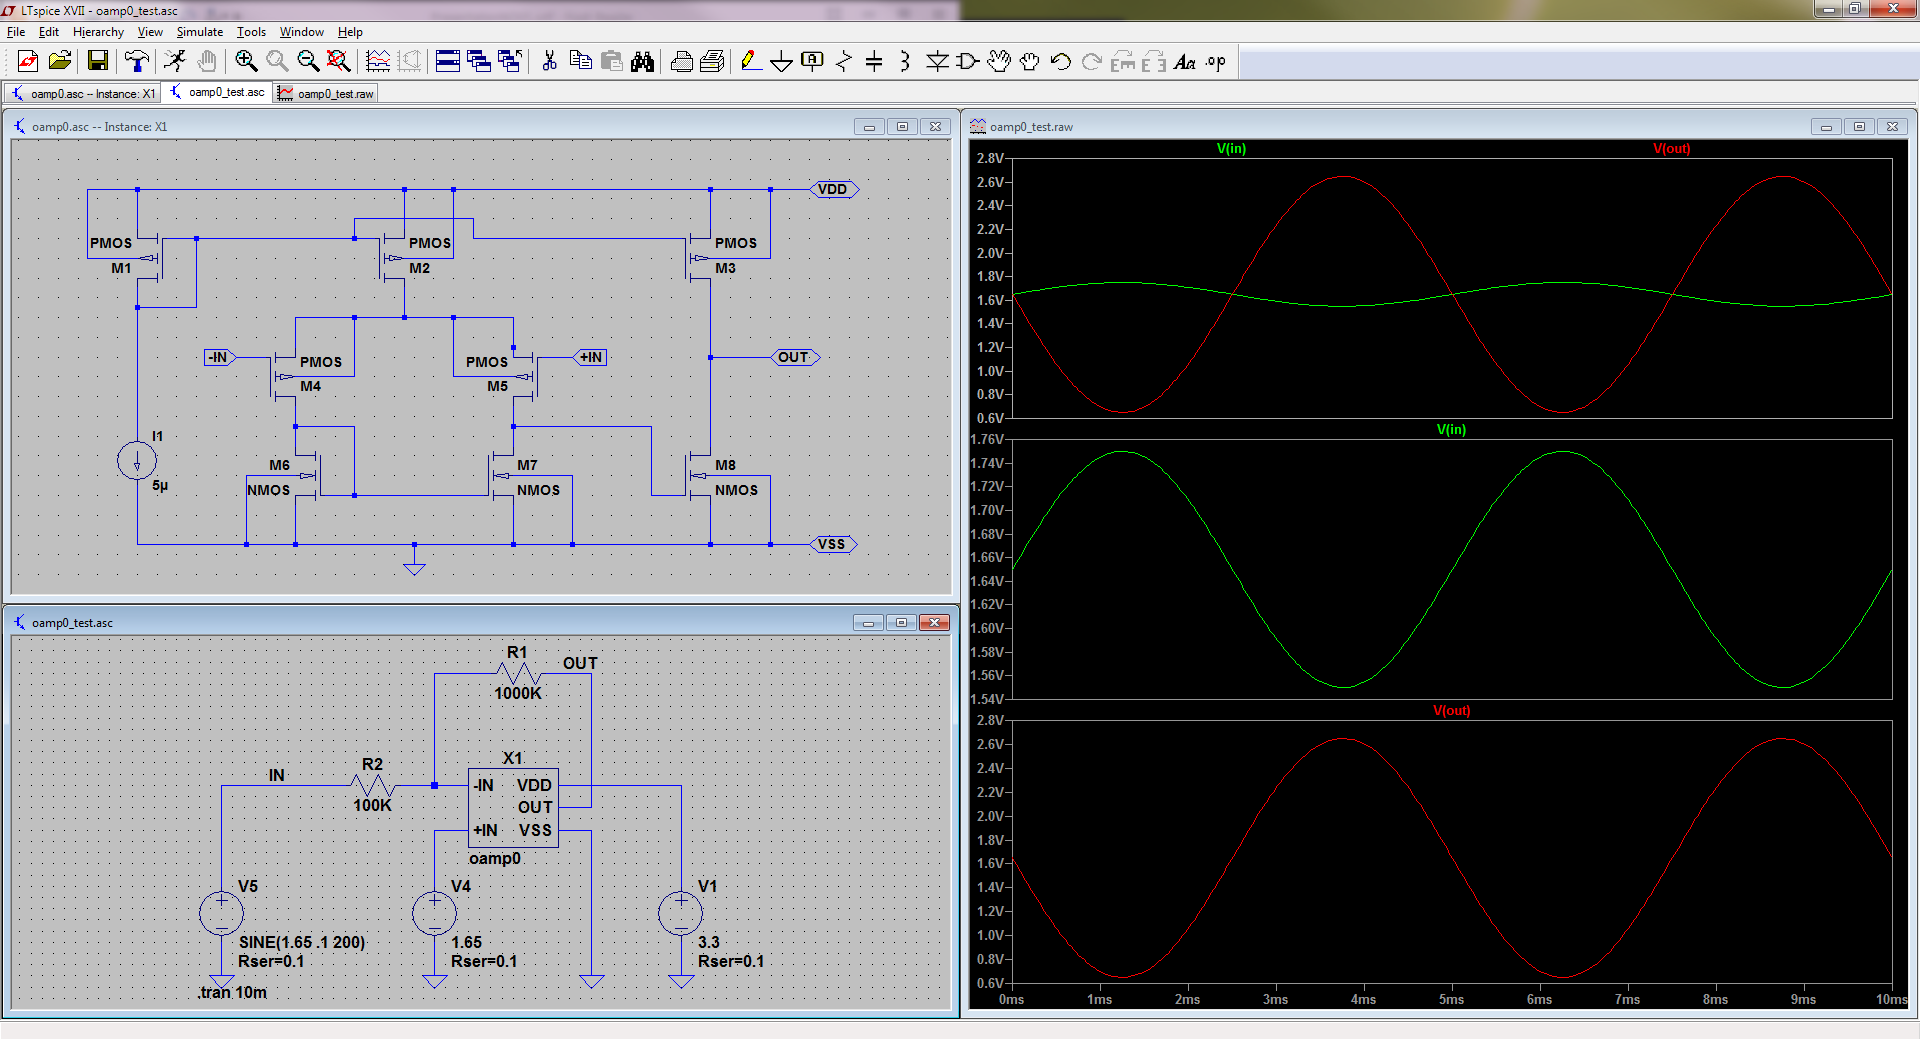 LTspice XVII - oamp0_test.asc
File Edit Hierarchy View Simulate Tools Window Help
oamp0.asc -- Instance: X1 oamp0_test.asc oamp0_test.raw
oamp0.asc -- Instance: X1
VDD
PMOS PMOS PMOS
M1 M2 M3
-IN PMOS PMOS +IN OUT
M4 M5
I1
M6 M7 M8
5µ NMOS NMOS NMOS
VSS
oamp0_test.asc
R1 OUT
1000K
X1
IN R2 -IN VDD
100K OUT
+IN VSS
oamp0
V5 V4 V1
SINE(1.65 .1 200) 1.65 3.3
Rser=0.1 Rser=0.1 Rser=0.1
.tran 10m
oamp0_test.raw
V(in) V(out)
2.8V
2.6V
2.4V
2.2V
2.0V
1.8V
1.6V
1.4V
1.2V
1.0V
0.8V
0.6V
V(in)
1.76V
1.74V
1.72V
1.70V
1.68V
1.66V
1.64V
1.62V
1.60V
1.58V
1.56V
1.54V
V(out)
2.8V
2.6V
2.4V
2.2V
2.0V
1.8V
1.6V
1.4V
1.2V
1.0V
0.8V
0.6V
0ms 1ms 2ms 3ms 4ms 5ms 6ms 7ms 8ms 9ms 10ms